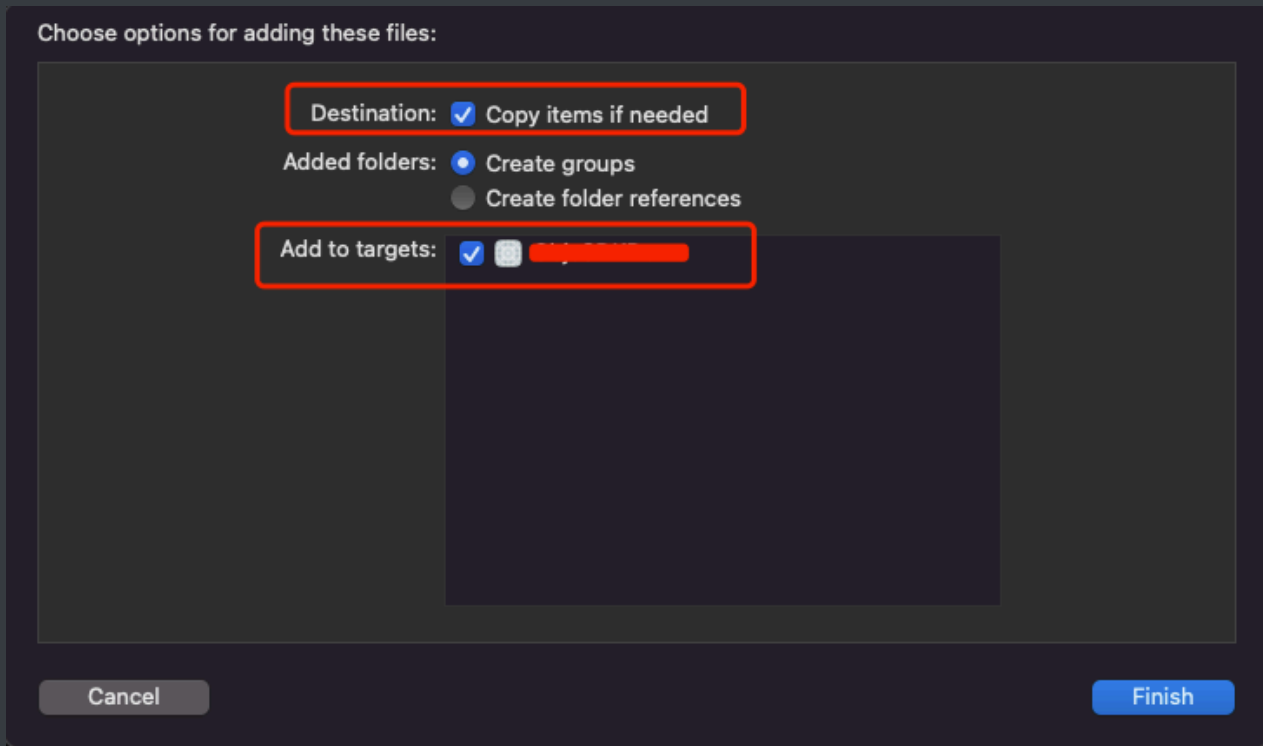 Choose options for adding these files:
Destination: Copy items if needed
Added folders: Create groups
Create folder references
Add to targets:
Cancel
Finish